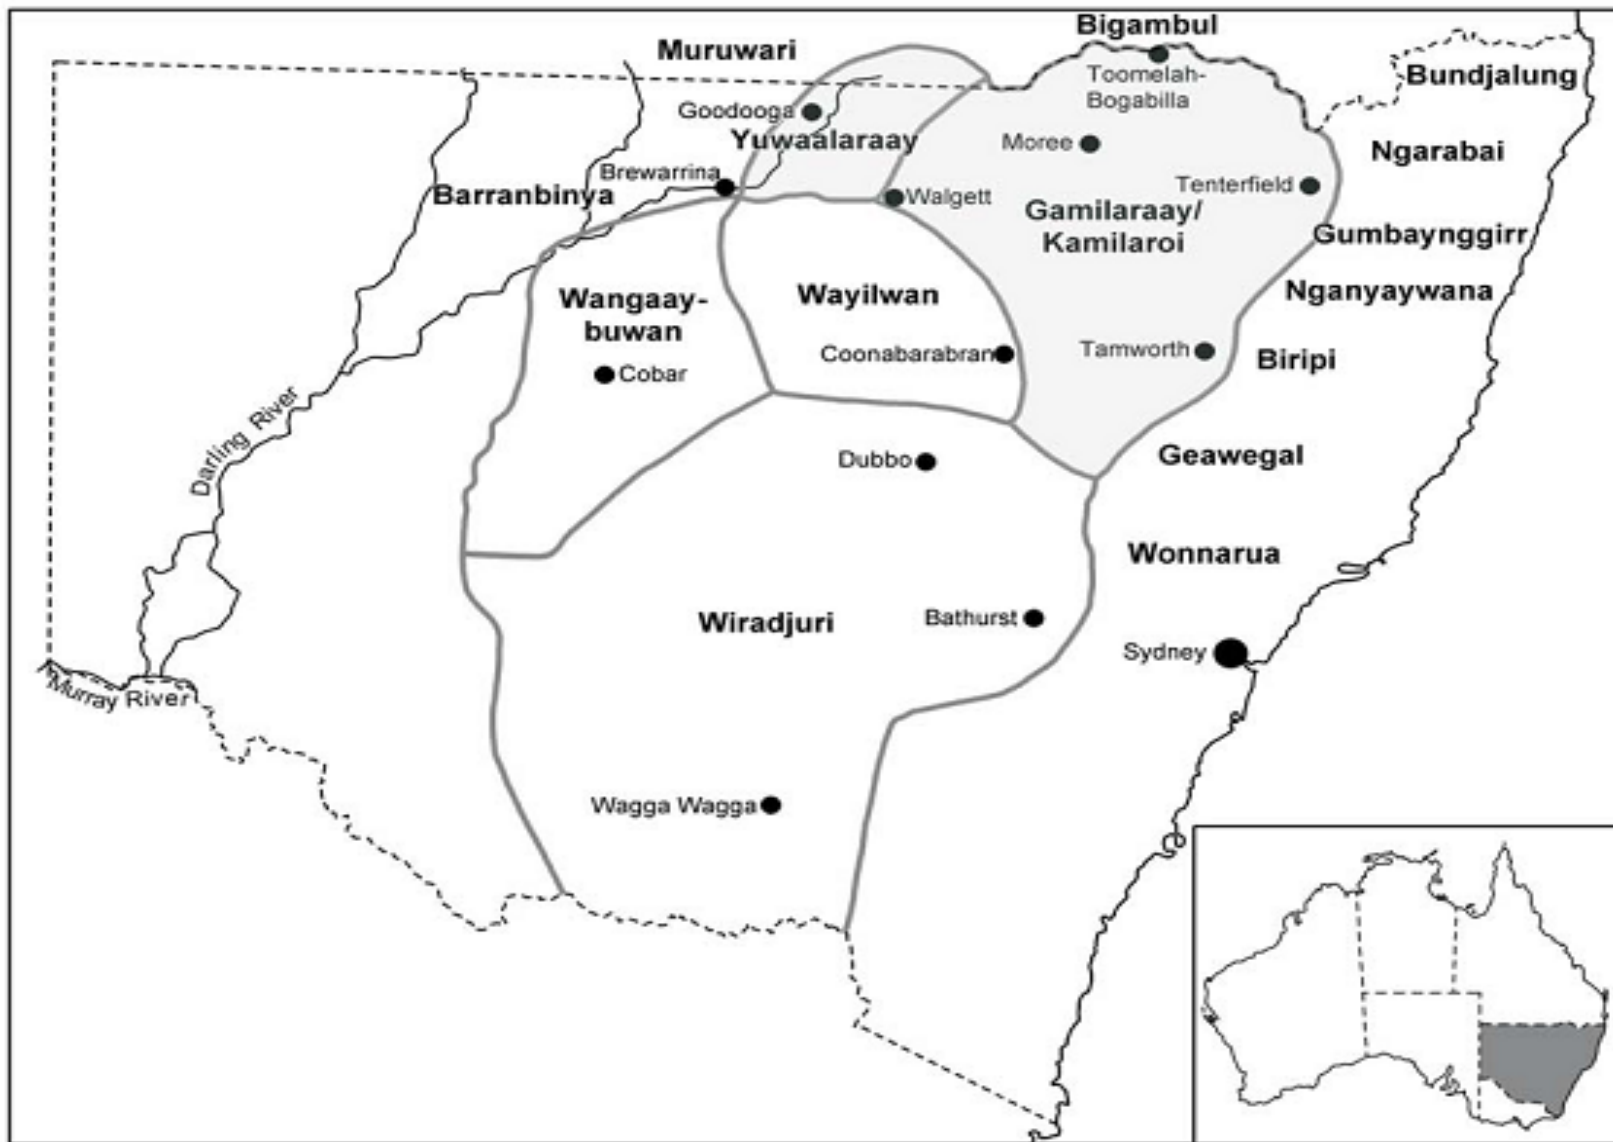 Bigambul
Muruwari
Toomelah-
Bogabilla
Bundjalung
Goodooga
Yuwaalaraay
Moree
Ngarabai
Brewarrina
Barranbinya
Walgett
Tenterfield
Gamilaraay/
Kamilaroi
Gumbaynggirr
Wangaay-
buwan
Wayilwan
Nganyaywana
Coonabarabran
Tamworth
Biripi
Cobar
Darling River
Dubbo
Geawegal
Wonnarua
Wiradjuri
Bathurst
Sydney
Murray River
Wagga Wagga